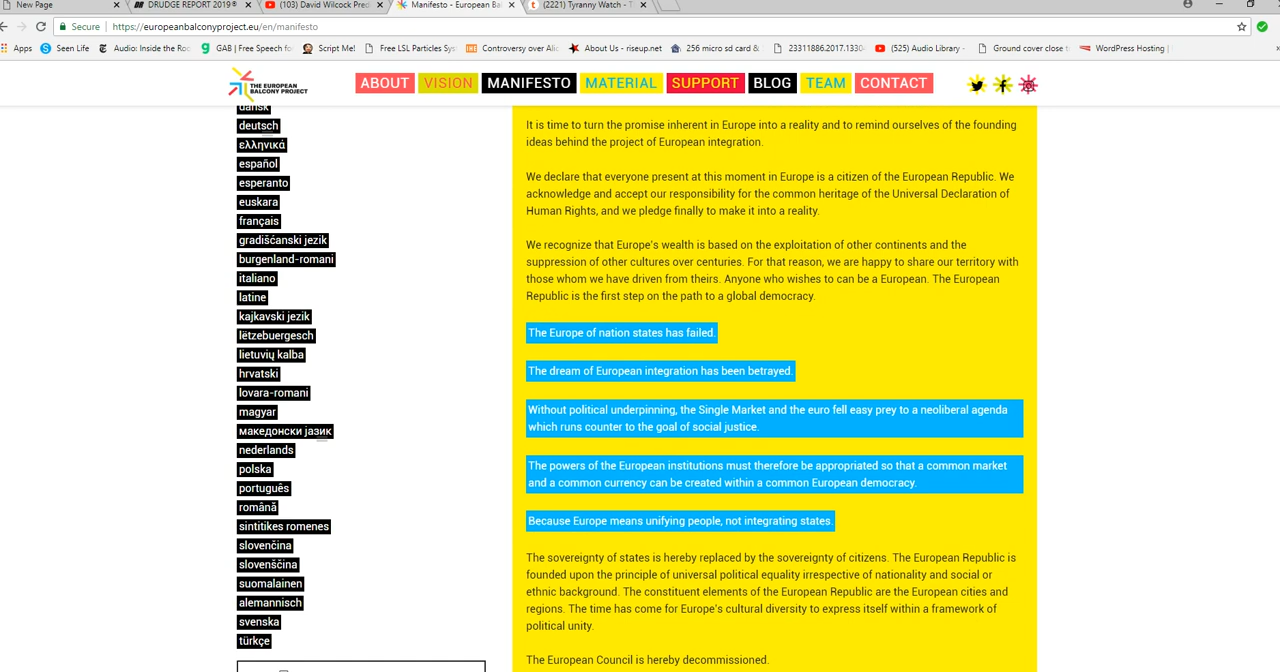 New Page
DRUDGE REPORT 2019®
(103) David Wilcock Pred
Manifesto - European Ba
(2221) Tyranny Watch - T
Secure
https://europeanbalconyproject.eu/en/manifesto
Apps
Seen Life
Audio: Inside the Roc
GAB | Free Speech fo
Script Me!
Free LSL Particles Sys
Controversy over Alic
About Us - riseup.net
256 micro sd card &
23311886.2017.1330
(525) Audio Library -
Ground cover close t
WordPress Hosting |
THE EUROPEAN
BALCONY PROJECT
ABOUT
VISION
MANIFESTO
MATERIAL
SUPPORT
BLOG
TEAM
CONTACT
dansk
deutsch
ελληνικά
español
esperanto
euskara
français
gradišćanski jezik
burgenland-romani
italiano
latine
kajkavski jezik
lëtzebuergesch
lietuvių kalba
hrvatski
lovara-romani
magyar
македонски јазик
nederlands
polska
português
română
sintitikes romenes
slovenčina
slovenščina
suomalainen
alemannisch
svenska
türkçe
It is time to turn the promise inherent in Europe into a reality and to remind ourselves of the founding
ideas behind the project of European integration.
We declare that everyone present at this moment in Europe is a citizen of the European Republic. We
acknowledge and accept our responsibility for the common heritage of the Universal Declaration of
Human Rights, and we pledge finally to make it into a reality.
We recognize that Europe's wealth is based on the exploitation of other continents and the
suppression of other cultures over centuries. For that reason, we are happy to share our territory with
those whom we have driven from theirs. Anyone who wishes to can be a European. The European
Republic is the first step on the path to a global democracy.
The Europe of nation states has failed.
The dream of European integration has been betrayed.
Without political underpinning, the Single Market and the euro fell easy prey to a neoliberal agenda
which runs counter to the goal of social justice.
The powers of the European institutions must therefore be appropriated so that a common market
and a common currency can be created within a common European democracy.
Because Europe means unifying people, not integrating states.
The sovereignty of states is hereby replaced by the sovereignty of citizens. The European Republic is
founded upon the principle of universal political equality irrespective of nationality and social or
ethnic background. The constituent elements of the European Republic are the European cities and
regions. The time has come for Europe's cultural diversity to express itself within a framework of
political unity.
The European Council is hereby decommissioned.